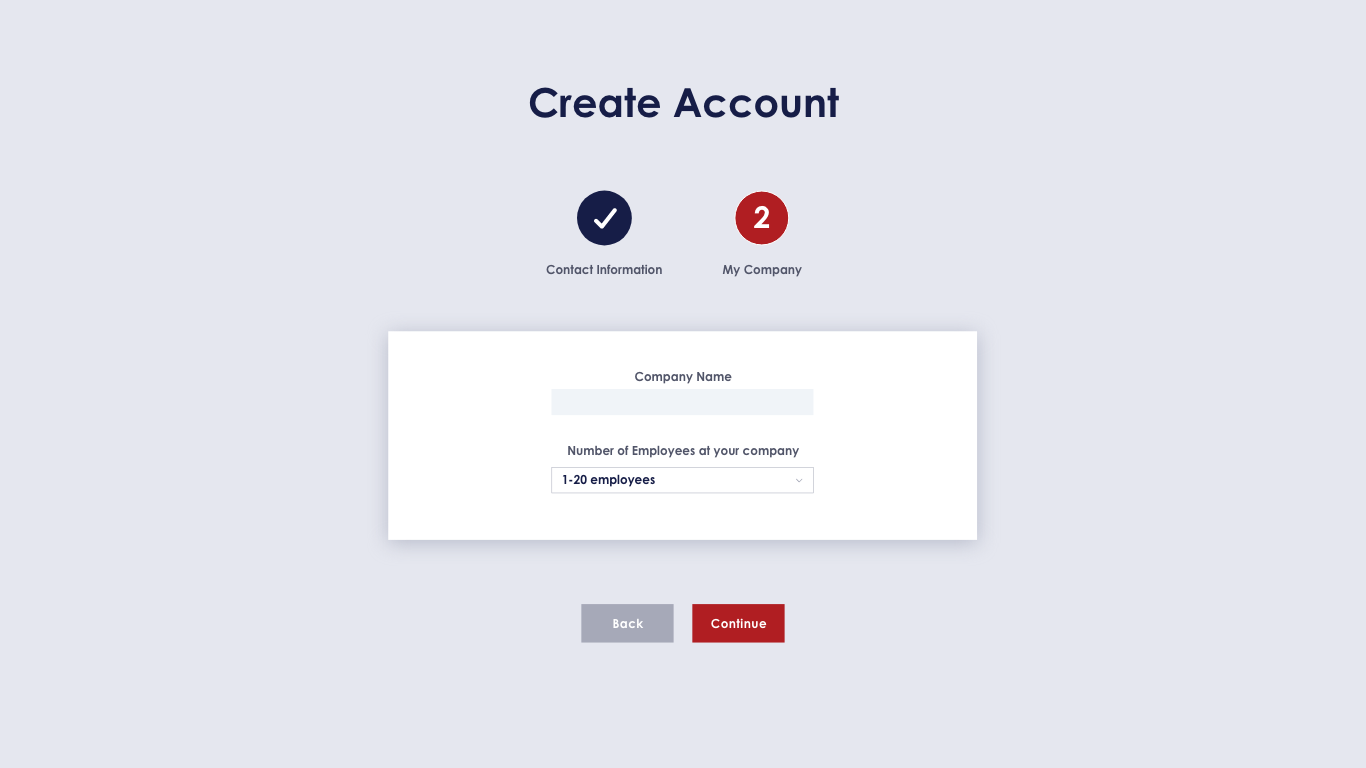 Create Account
2
Contact Information
My Company
Company Name
Number of Employees at your company
1-20 employees
Back
Continue